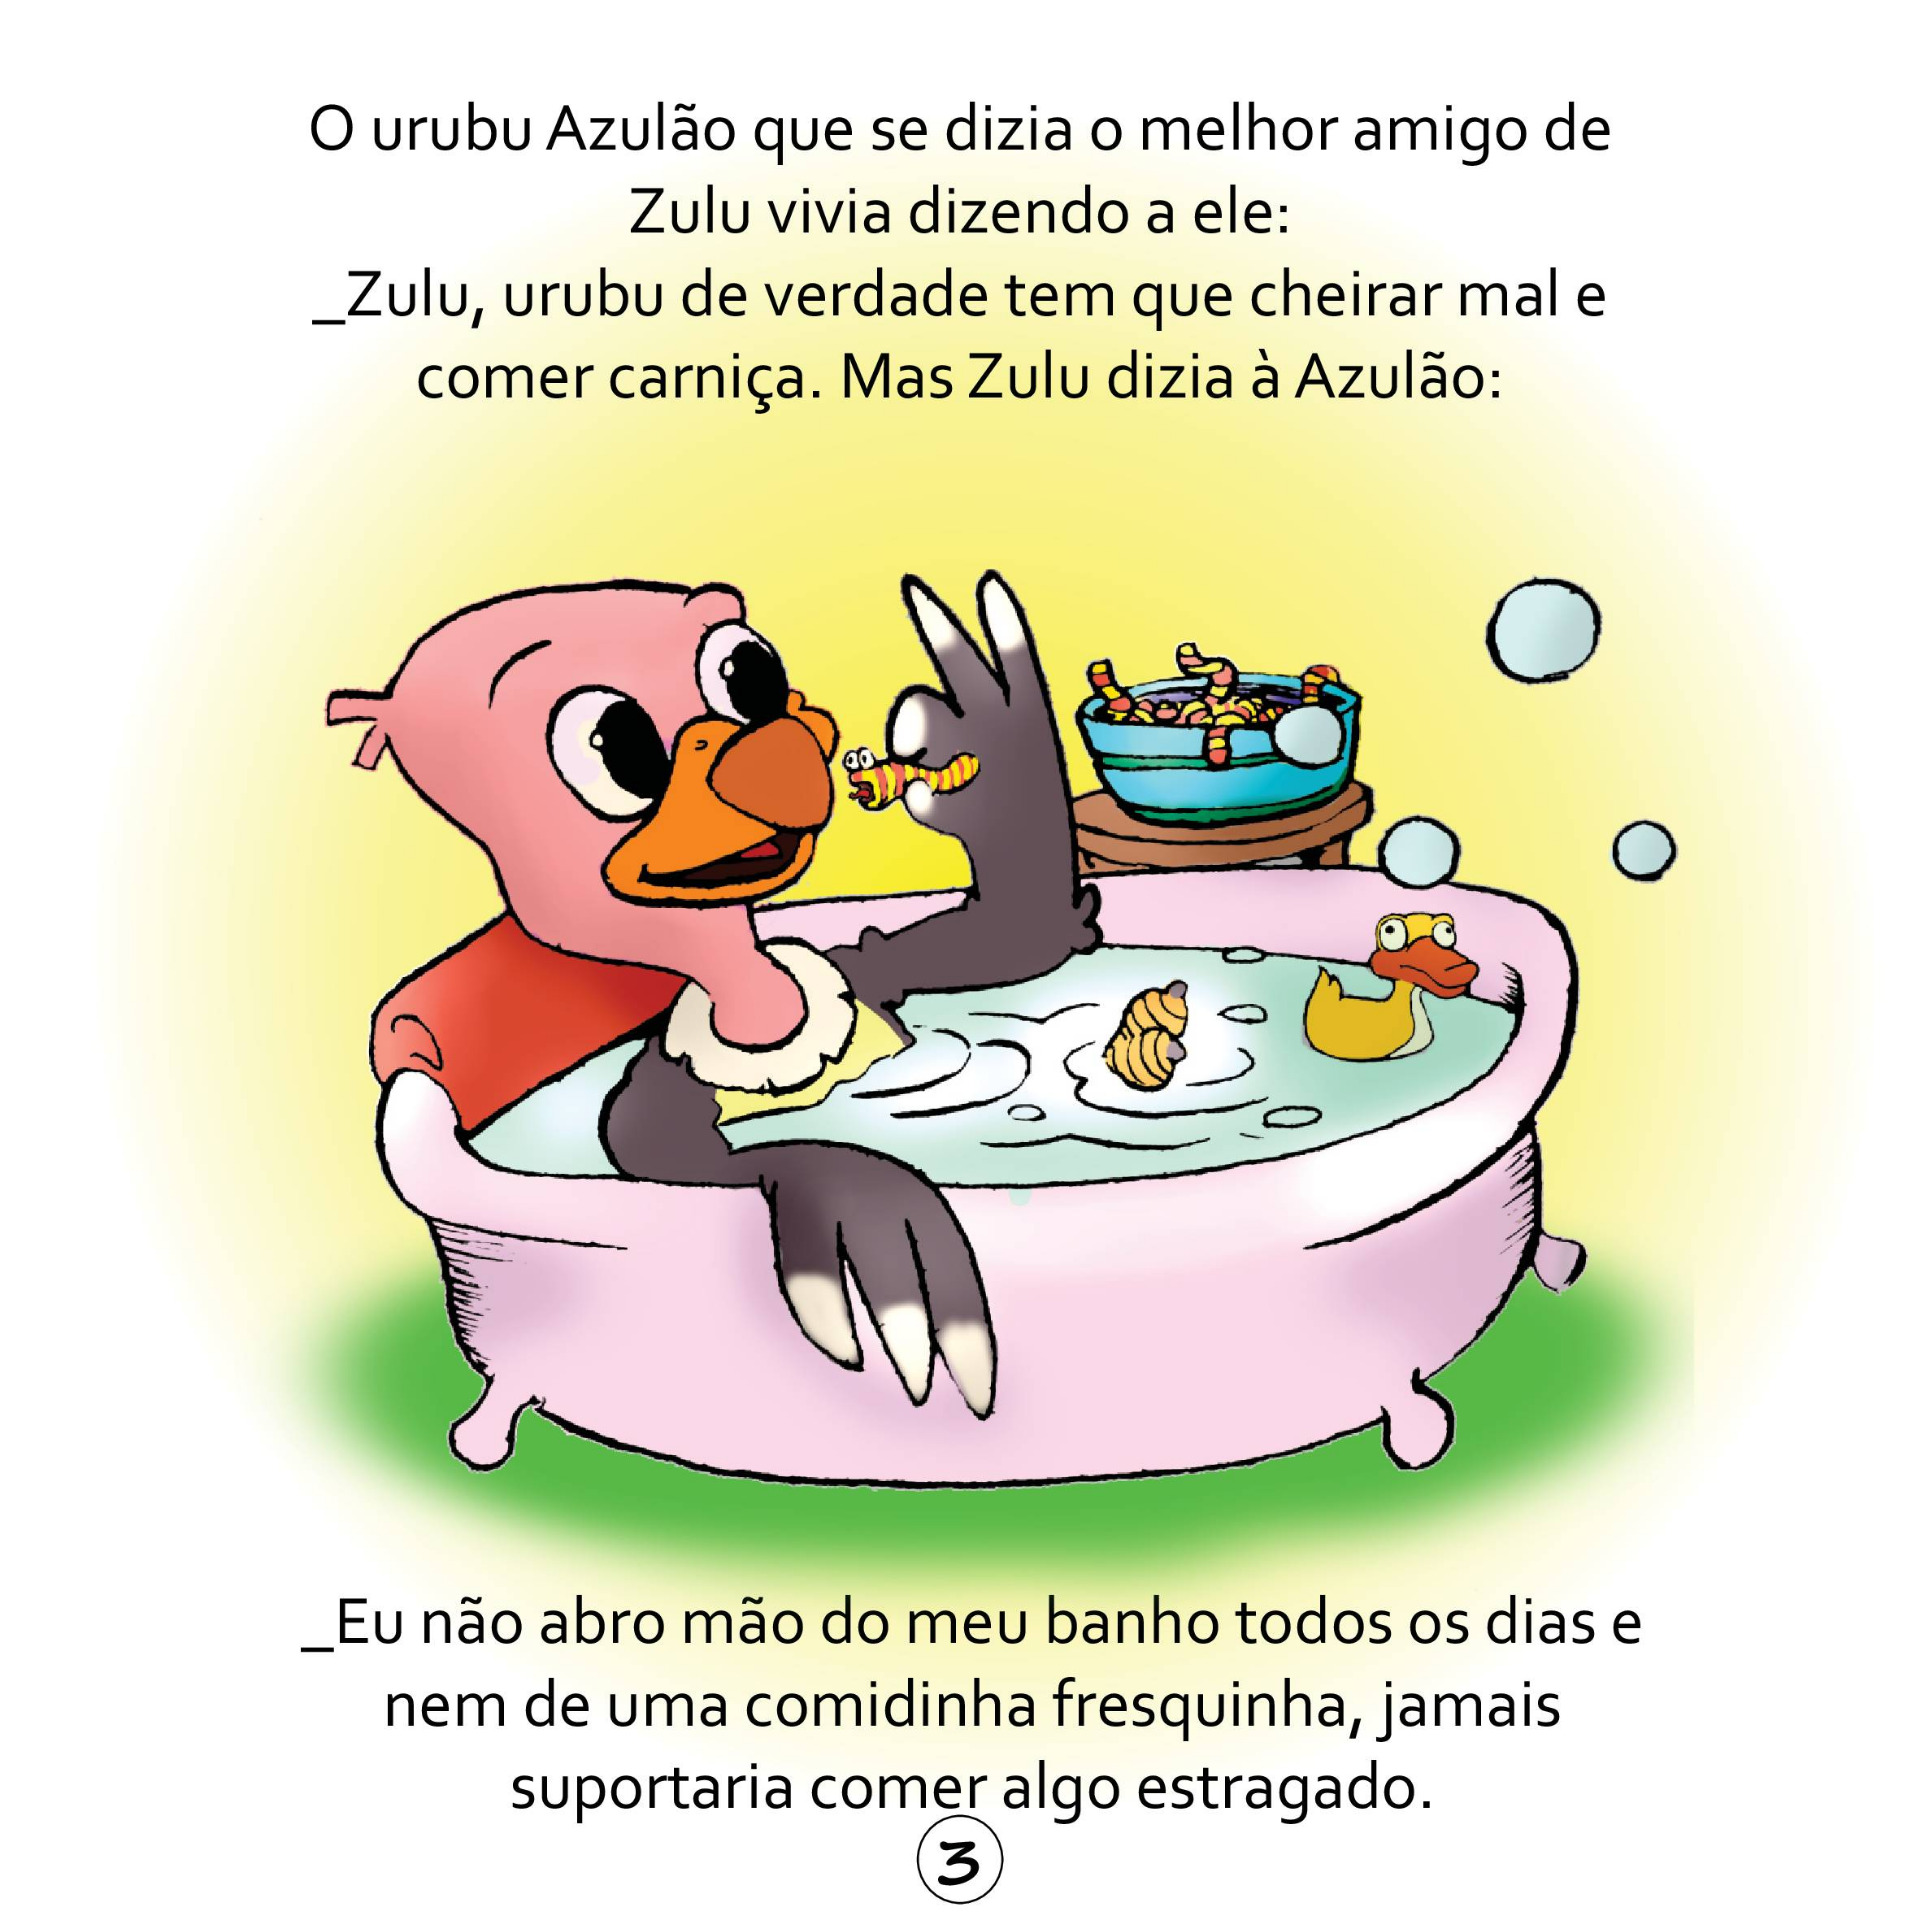 O urubu Azulão que se dizia o melhor amigo de
Zulu vivia dizendo a ele:
_Zulu, urubu de verdade tem que cheirar mal e
comer carniça. Mas Zulu dizia à Azulão:
_Eu não abro mão do meu banho todos os dias e
nem de uma comidinha fresquinha, jamais
suportaria comer algo estragado.
3